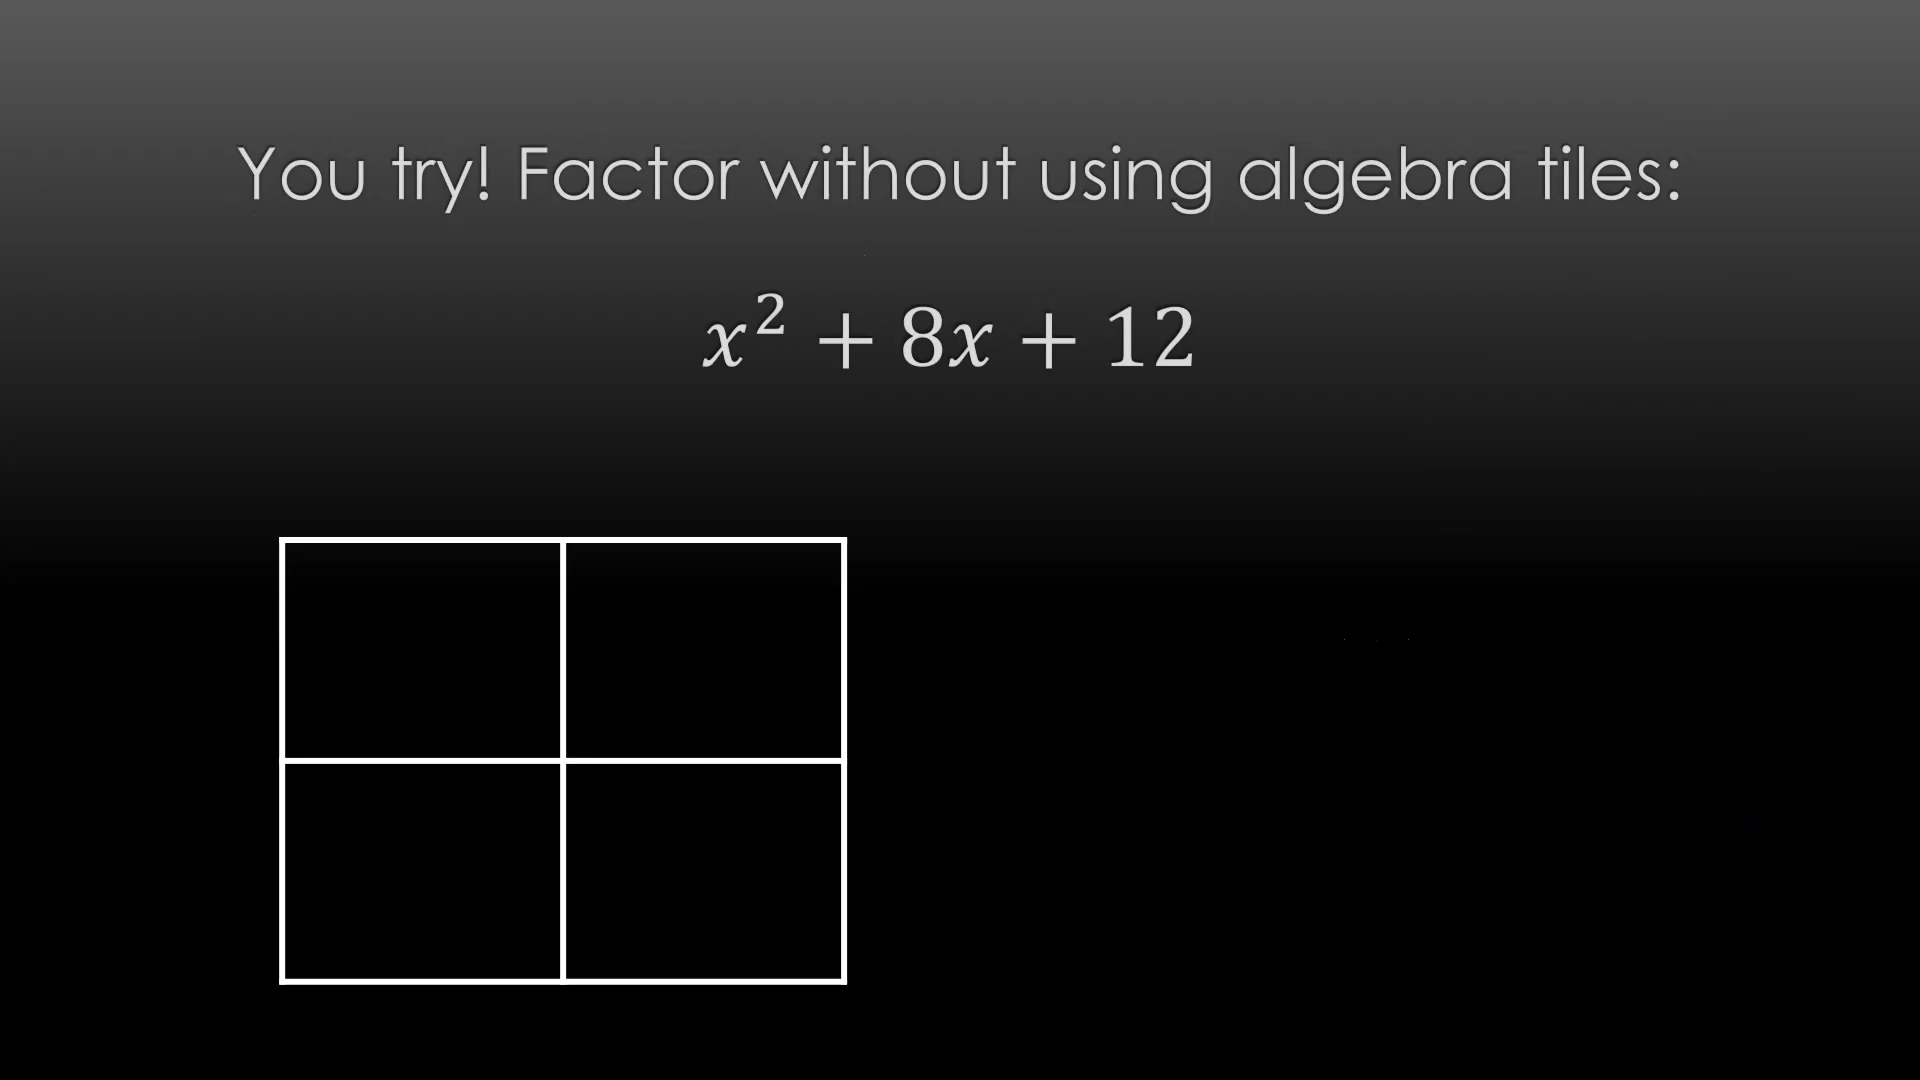 You try! Factor without using algebra tiles:
x² + 8x + 12